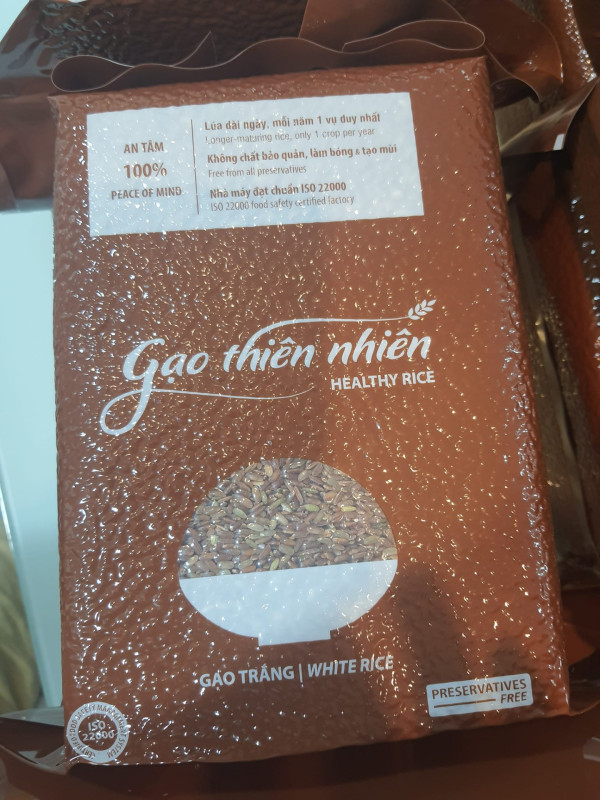 AN TÂM
100%
PEACE OF MIND
Lúa dài ngày, mỗi năm 1 vụ duy nhất
Longer-maturing rice, only 1 crop per year
Không chất bảo quản, làm bóng & tạo mùi
Free from all preservatives
Nhà máy đạt chuẩn ISO 22000
ISO 22000 food safety certified factory
Gạo thiên nhiên
HEALTHY RICE
GẠO TRẮNG | WHITE RICE
PRESERVATIVES
FREE
ISO
22000